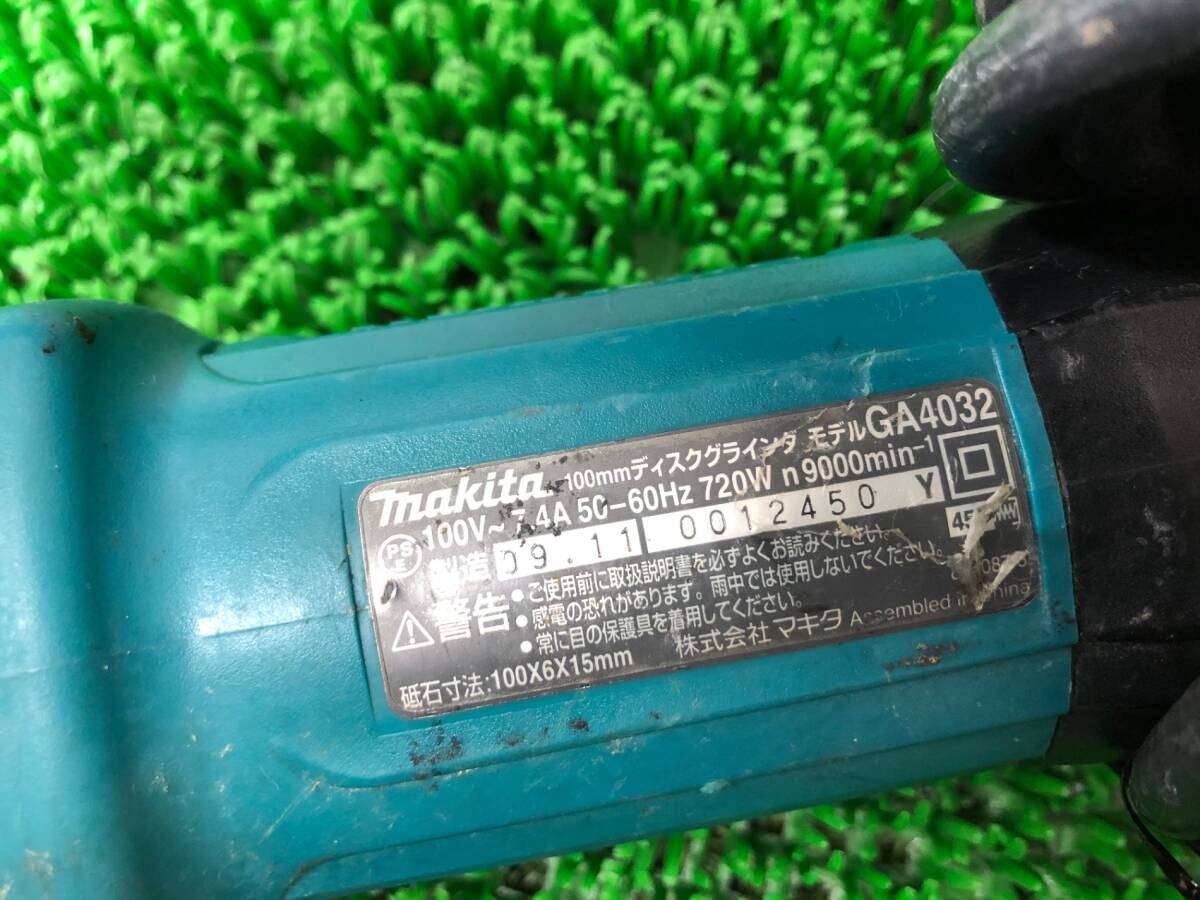 makita 100mmディスクグラインダ モデルGA4032
100V~7.4A 50-60Hz 720W n9000min-1
PS E 製造 09.11 0012450 Y
警告
•ご使用前に取扱説明書を必ずよくお読みください。
•感電の恐れがあります。雨中では使用しないでください。
•常に目の保護具を着用してください。
砥石寸法:100X6X15mm 株式会社 マキタ Assembled in China